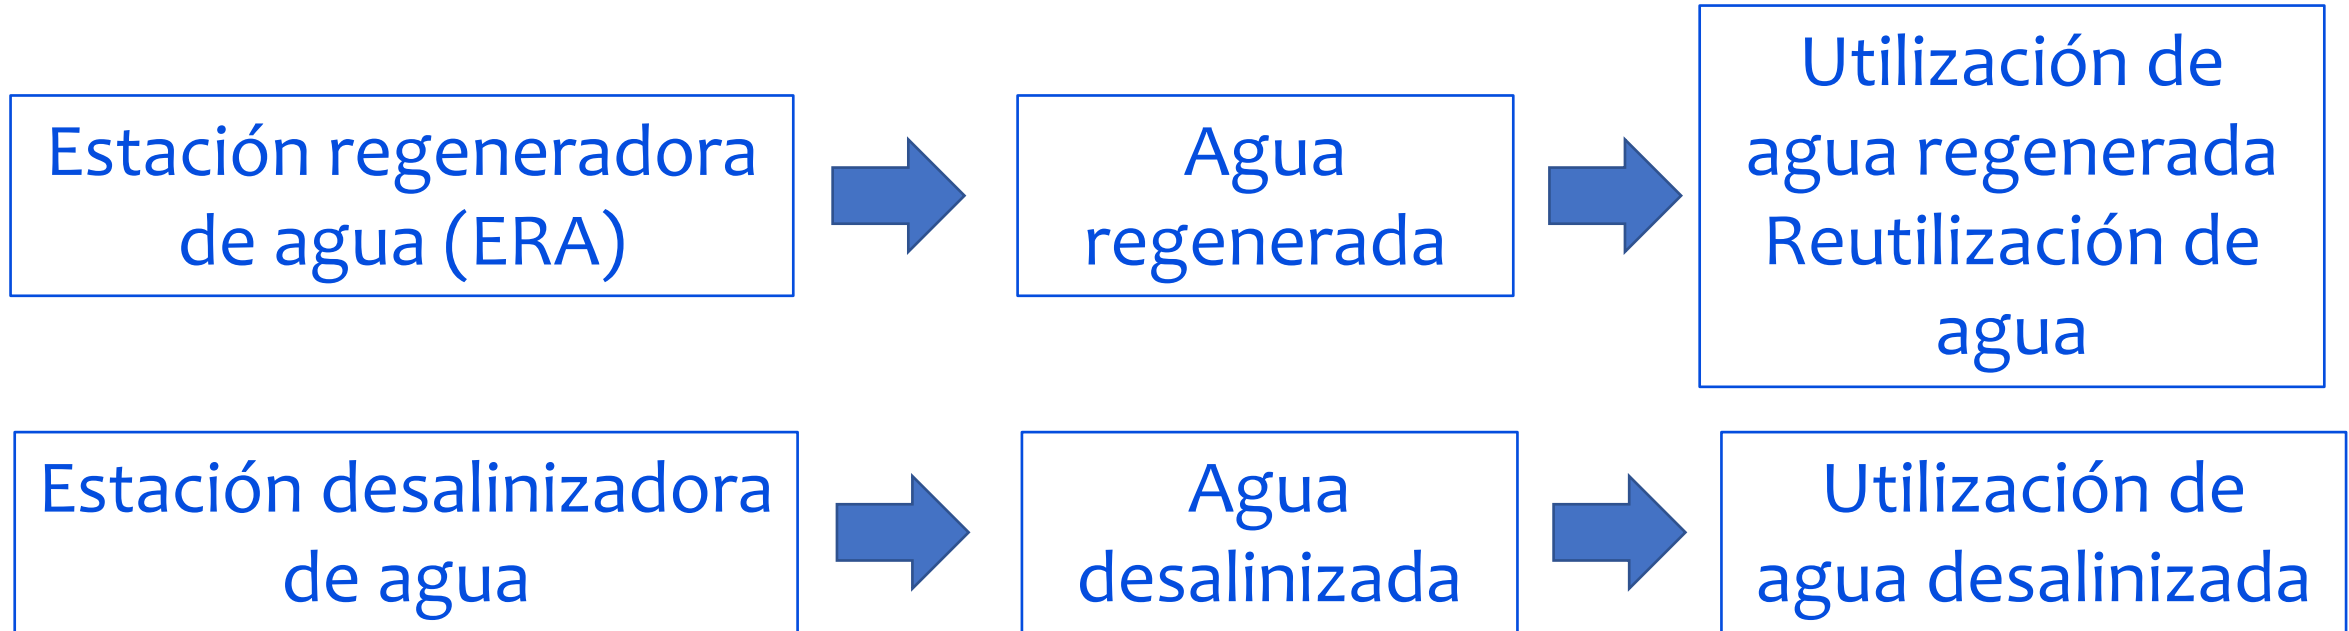 Estación regeneradora
de agua (ERA)
Agua
regenerada
Utilización de
agua regenerada
Reutilización de
agua
Estación desalinizadora
de agua
Agua
desalinizada
Utilización de
agua desalinizada